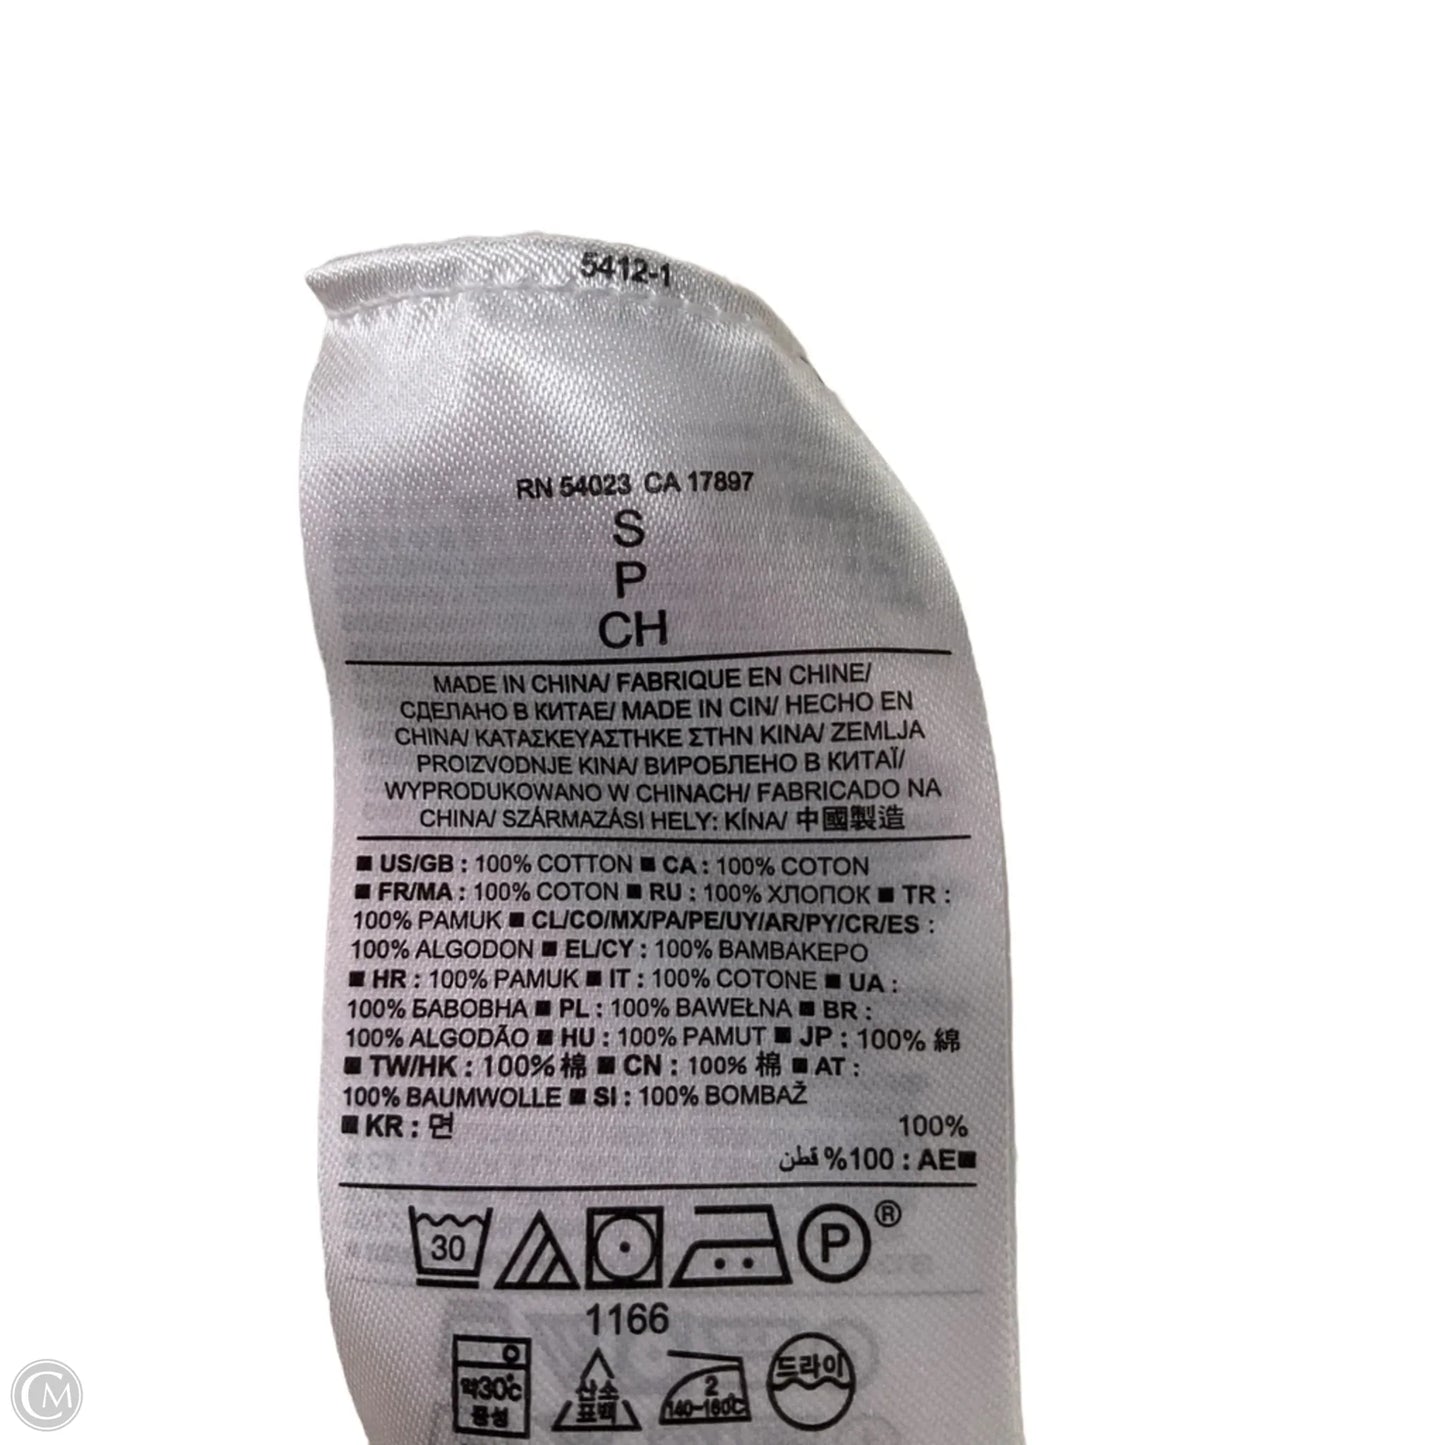 5412-1
RN 54023 CA 17897
S
P
CH
MADE IN CHINA/ FABRIQUE EN CHINE/
СДЕЛАНО В КИТАЕ/ MADE IN CIN/ HECHO EN
CHINA/ ΚΑΤΑΣΚΕΥΑΣΤΗΚΕ ΣΤΗΝ ΚΙΝΑ/ ZEMLJA
PROIZVODNJE KINA/ ВИРОБЛЕНО В КИТАЇ/
WYPRODUKOWANO W CHINACH/ FABRICADO NA
CHINA/ SZÁRMAZÁSI HELY: KÍNA/ 中國製造
■ US/GB : 100% COTTON ■ CA : 100% COTON
■ FR/MA : 100% COTON ■ RU : 100% ХЛОПОК ■ TR :
100% PAMUK ■ CL/CO/MX/PA/PE/UY/AR/PY/CR/ES :
100% ALGODON ■ EL/CY : 100% ΒΑΜΒΑΚΕΡΟ
■ HR : 100% PAMUK ■ IT : 100% COTONE ■ UA :
100% БАВОВНА ■ PL : 100% BAWEŁNA ■ BR :
100% ALGODÃO ■ HU : 100% PAMUT ■ JP : 100% 綿
■ TW/HK : 100% 棉 ■ CN : 100% 棉 ■ AT :
100% BAUMWOLLE ■ SI : 100% BOMBAŽ
■ KR : 면 100%
■AE : 100% قطن
30 P ®
1166
약30℃ 중성
산소 표백
2 140~160℃
드라이
CM